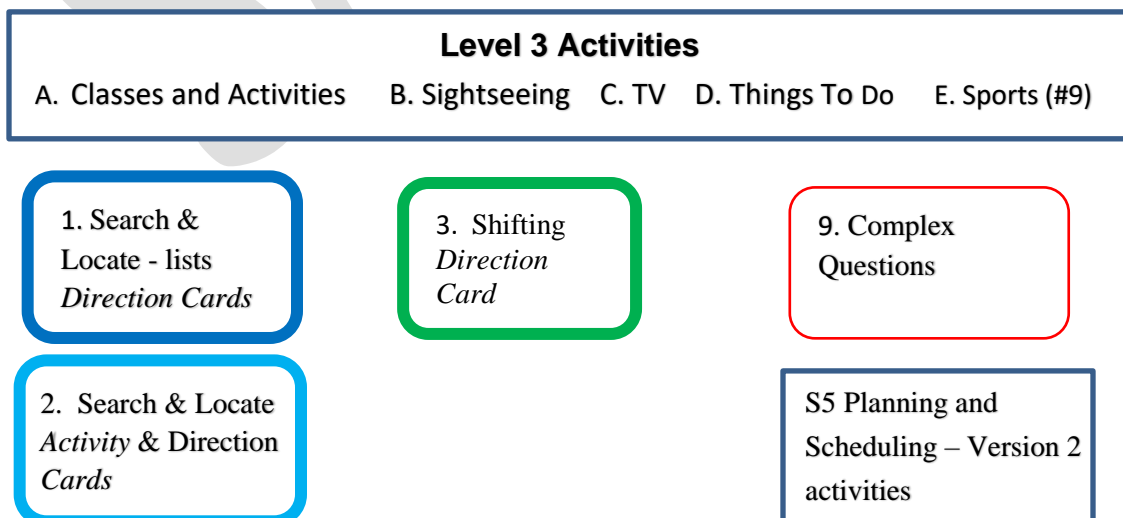 Level 3 Activities
A. Classes and Activities B. Sightseeing C. TV D. Things To Do E. Sports (#9)
1. Search &
Locate - lists
Direction Cards
3. Shifting
Direction
Card
9. Complex
Questions
2. Search & Locate
Activity & Direction
Cards
S5 Planning and
Scheduling – Version 2
activities